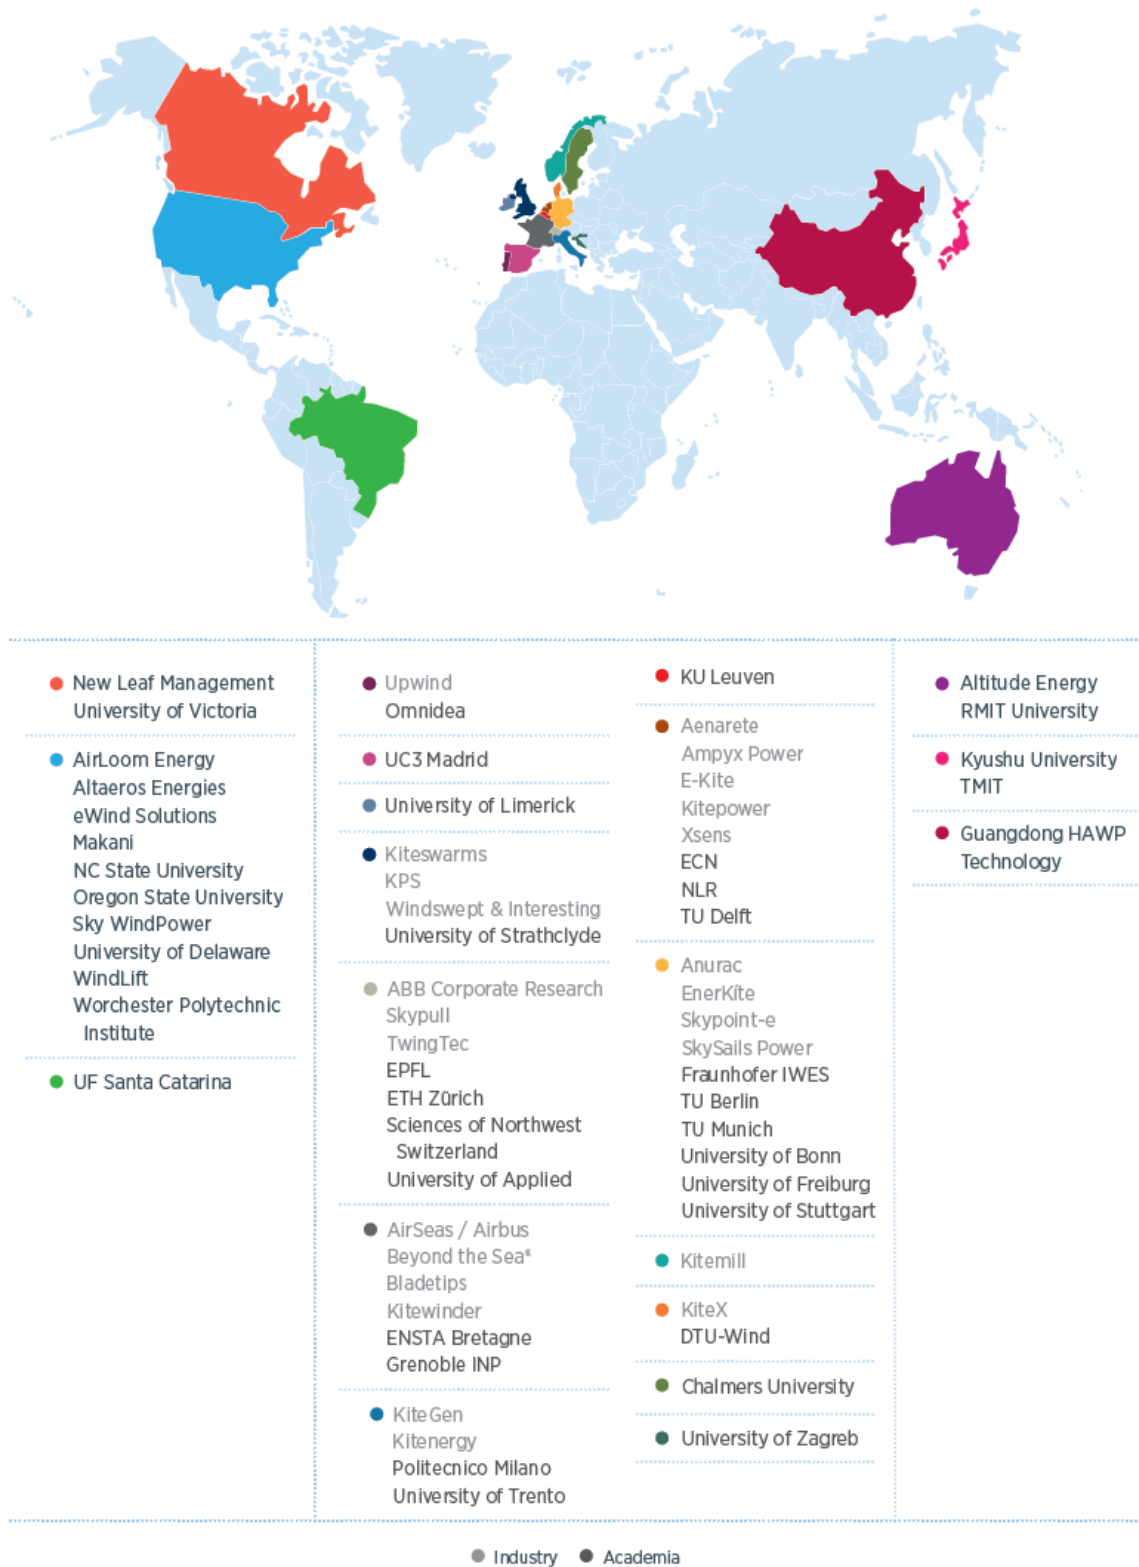 New Leaf Management
University of Victoria
AirLoom Energy
Altaeros Energies
eWind Solutions
Makani
NC State University
Oregon State University
Sky WindPower
University of Delaware
WindLift
Worchester Polytechnic
Institute
UF Santa Catarina
Upwind
Omnidea
UC3 Madrid
University of Limerick
Kiteswarms
KPS
Windswept & Interesting
University of Strathclyde
ABB Corporate Research
Skypull
TwingTec
EPFL
ETH Zürich
Sciences of Northwest
Switzerland
University of Applied
AirSeas / Airbus
Beyond the Sea®
Bladetips
Kitewinder
ENSTA Bretagne
Grenoble INP
KiteGen
Kitenergy
Politecnico Milano
University of Trento
KU Leuven
Aenarete
Ampyx Power
E-Kite
Kitepower
Xsens
ECN
NLR
TU Delft
Anurac
EnerKíte
Skypoint-e
SkySails Power
Fraunhofer IWES
TU Berlin
TU Munich
University of Bonn
University of Freiburg
University of Stuttgart
Kitemill
KiteX
DTU-Wind
Chalmers University
University of Zagreb
Altitude Energy
RMIT University
Kyushu University
TMIT
Guangdong HAWP
Technology
Industry
Academia